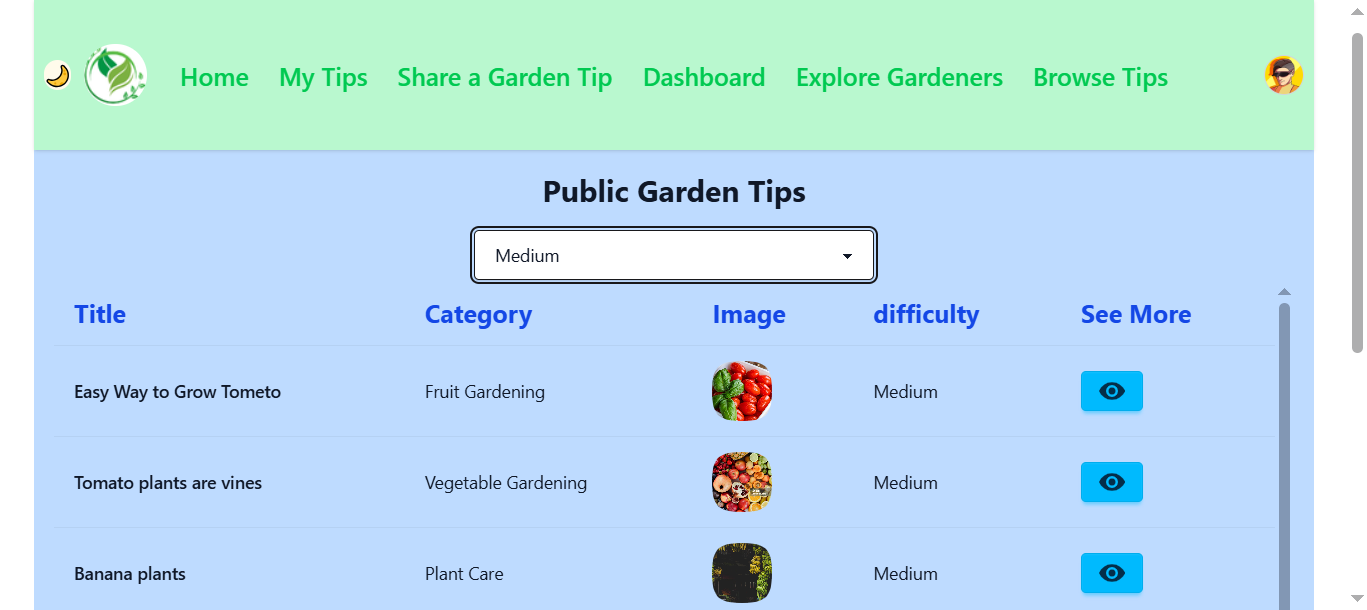 Home My Tips Share a Garden Tip Dashboard Explore Gardeners Browse Tips
Public Garden Tips
Medium
Title Category Image difficulty See More
Easy Way to Grow Tometo Fruit Gardening Medium
Tomato plants are vines Vegetable Gardening Medium
Banana plants Plant Care Medium